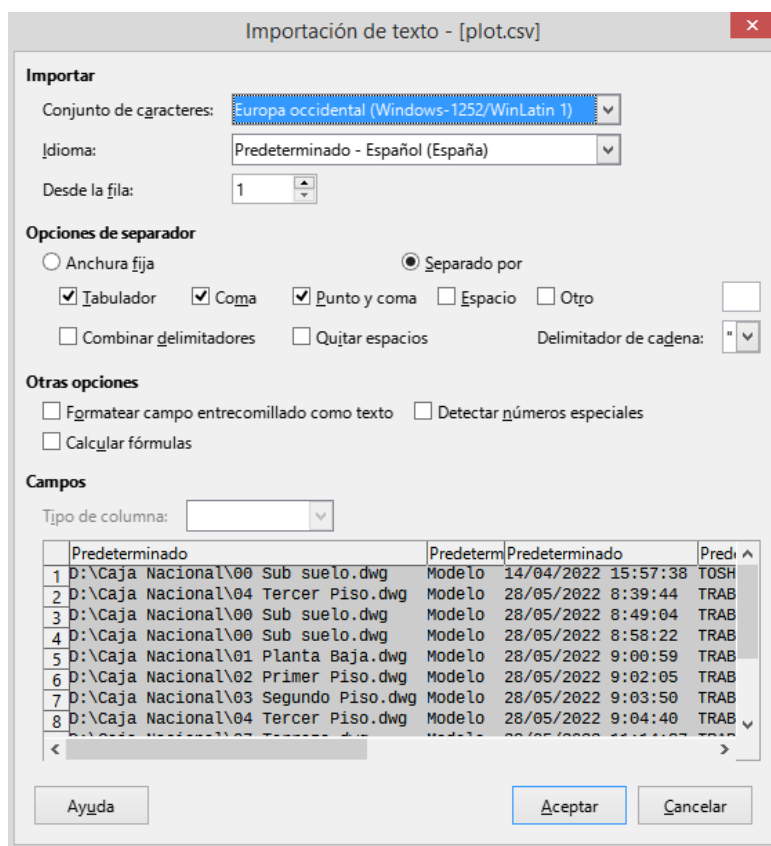 Importación de texto - [plot.csv]
Importar
Conjunto de caracteres: Europa occidental (Windows-1252/WinLatin 1)
Idioma: Predeterminado - Español (España)
Desde la fila: 1
Opciones de separador
Anchura fija Separado por
Tabulador Coma Punto y coma Espacio Otro
Combinar delimitadores Quitar espacios Delimitador de cadena: "
Otras opciones
Formatear campo entrecomillado como texto Detectar números especiales
Calcular fórmulas
Campos
Tipo de columna:
Predeterminado Predeterm Predeterminado Prede
1 D:\Caja Nacional\00 Sub suelo.dwg Modelo 14/04/2022 15:57:38 TOSH
2 D:\Caja Nacional\04 Tercer Piso.dwg Modelo 28/05/2022 8:39:44 TRAB
3 D:\Caja Nacional\00 Sub suelo.dwg Modelo 28/05/2022 8:49:04 TRAB
4 D:\Caja Nacional\00 Sub suelo.dwg Modelo 28/05/2022 8:58:22 TRAB
5 D:\Caja Nacional\01 Planta Baja.dwg Modelo 28/05/2022 9:00:59 TRAB
6 D:\Caja Nacional\02 Primer Piso.dwg Modelo 28/05/2022 9:02:05 TRAB
7 D:\Caja Nacional\03 Segundo Piso.dwg Modelo 28/05/2022 9:03:50 TRAB
8 D:\Caja Nacional\04 Tercer Piso.dwg Modelo 28/05/2022 9:04:40 TRAB
Ayuda Aceptar Cancelar